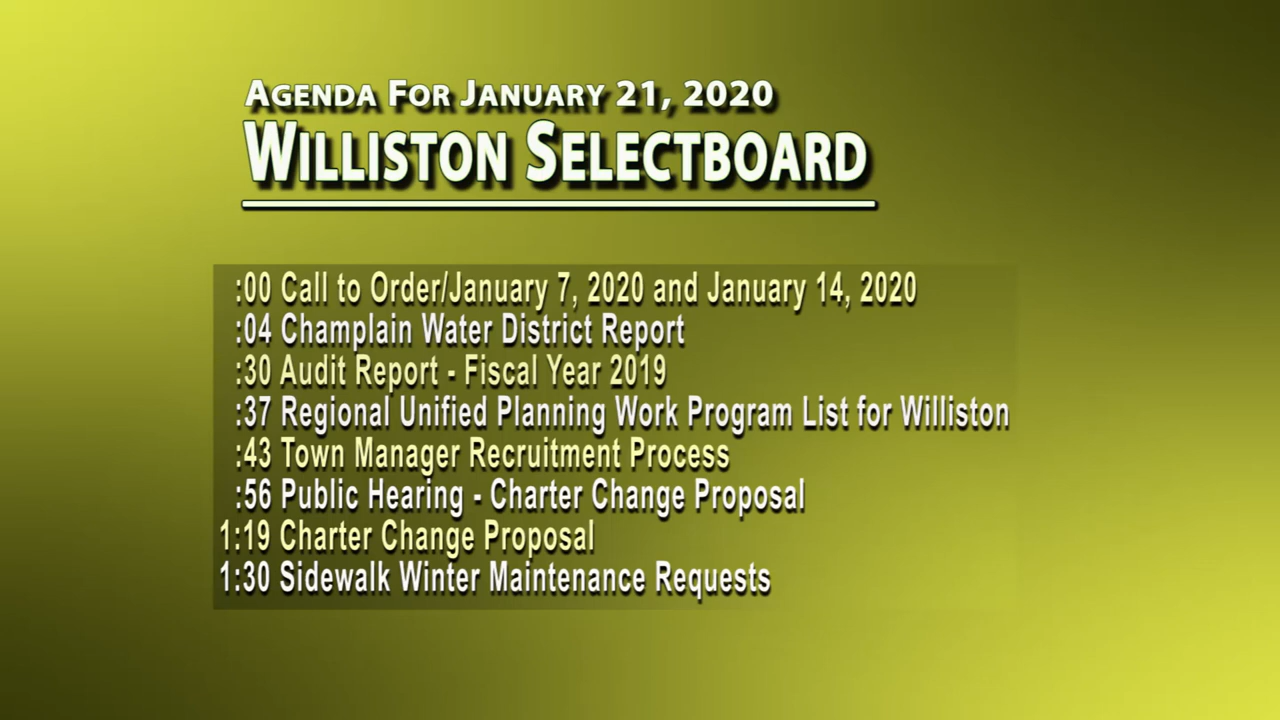 Agenda For January 21, 2020
Williston Selectboard
:00 Call to Order/January 7, 2020 and January 14, 2020
:04 Champlain Water District Report
:30 Audit Report - Fiscal Year 2019
:37 Regional Unified Planning Work Program List for Williston
:43 Town Manager Recruitment Process
:56 Public Hearing - Charter Change Proposal
1:19 Charter Change Proposal
1:30 Sidewalk Winter Maintenance Requests